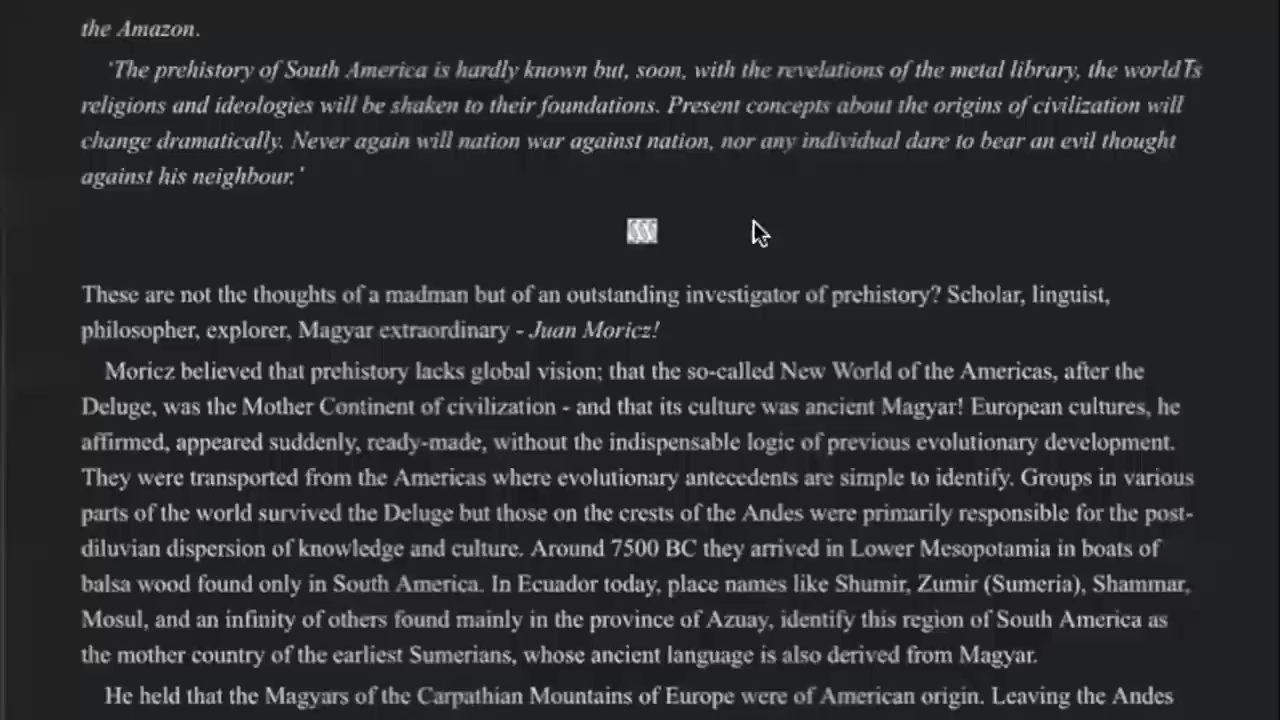 the Amazon.
'The prehistory of South America is hardly known but, soon, with the revelations of the metal library, the worldTs
religions and ideologies will be shaken to their foundations. Present concepts about the origins of civilization will
change dramatically. Never again will nation war against nation, nor any individual dare to bear an evil thought
against his neighbour.'
These are not the thoughts of a madman but of an outstanding investigator of prehistory? Scholar, linguist,
philosopher, explorer, Magyar extraordinary - Juan Moricz!
Moricz believed that prehistory lacks global vision; that the so-called New World of the Americas, after the
Deluge, was the Mother Continent of civilization - and that its culture was ancient Magyar! European cultures, he
affirmed, appeared suddenly, ready-made, without the indispensable logic of previous evolutionary development.
They were transported from the Americas where evolutionary antecedents are simple to identify. Groups in various
parts of the world survived the Deluge but those on the crests of the Andes were primarily responsible for the post-
diluvian dispersion of knowledge and culture. Around 7500 BC they arrived in Lower Mesopotamia in boats of
balsa wood found only in South America. In Ecuador today, place names like Shumir, Zumir (Sumeria), Shammar,
Mosul, and an infinity of others found mainly in the province of Azuay, identify this region of South America as
the mother country of the earliest Sumerians, whose ancient language is also derived from Magyar.
He held that the Magyars of the Carpathian Mountains of Europe were of American origin. Leaving the Andes